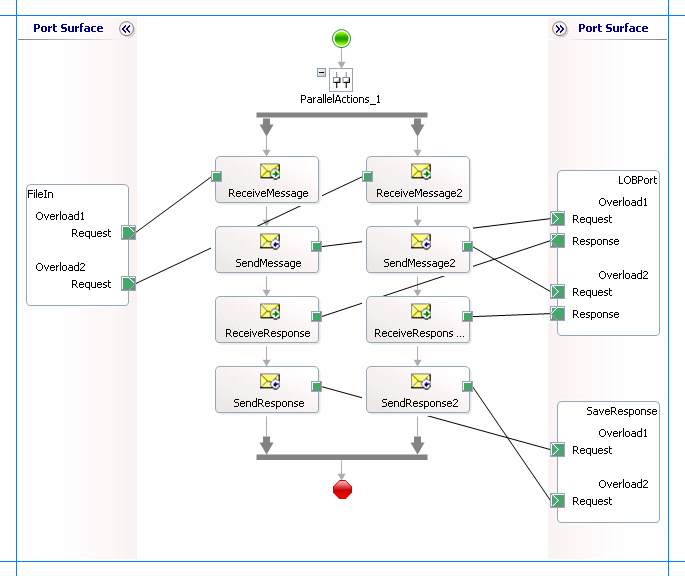 Port Surface
Port Surface
ParallelActions_1
ReceiveMessage
ReceiveMessage2
SendMessage
SendMessage2
ReceiveResponse
ReceiveRespons ...
SendResponse
SendResponse2
FileIn
Overload1
Request
Overload2
Request
LOBPort
Overload1
Request
Response
Overload2
Request
Response
SaveResponse
Overload1
Request
Overload2
Request